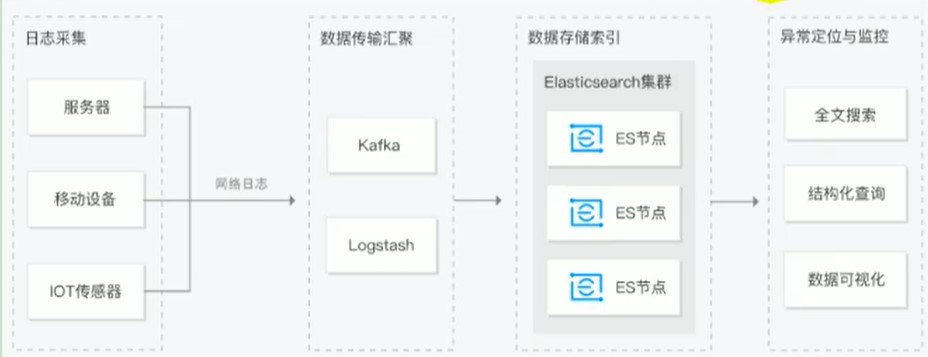 日志采集
服务器
移动设备
IOT传感器
网络日志
数据传输汇聚
Kafka
Logstash
数据存储索引
Elasticsearch集群
ES节点
ES节点
ES节点
异常定位与监控
全文搜索
结构化查询
数据可视化